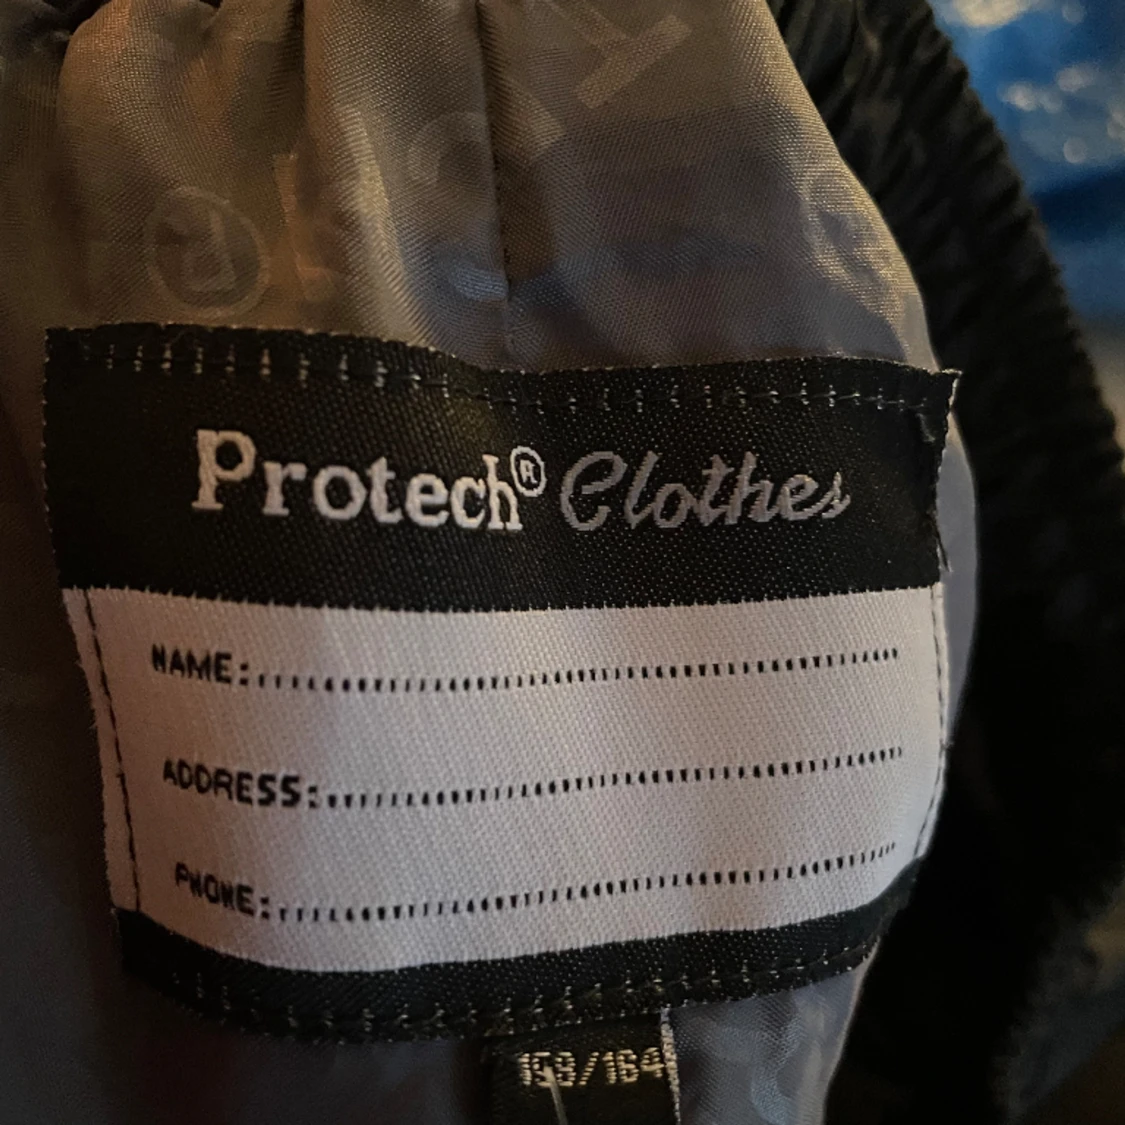 Protech® Clothes
NAME:
ADDRESS:
PHONE:
158/164